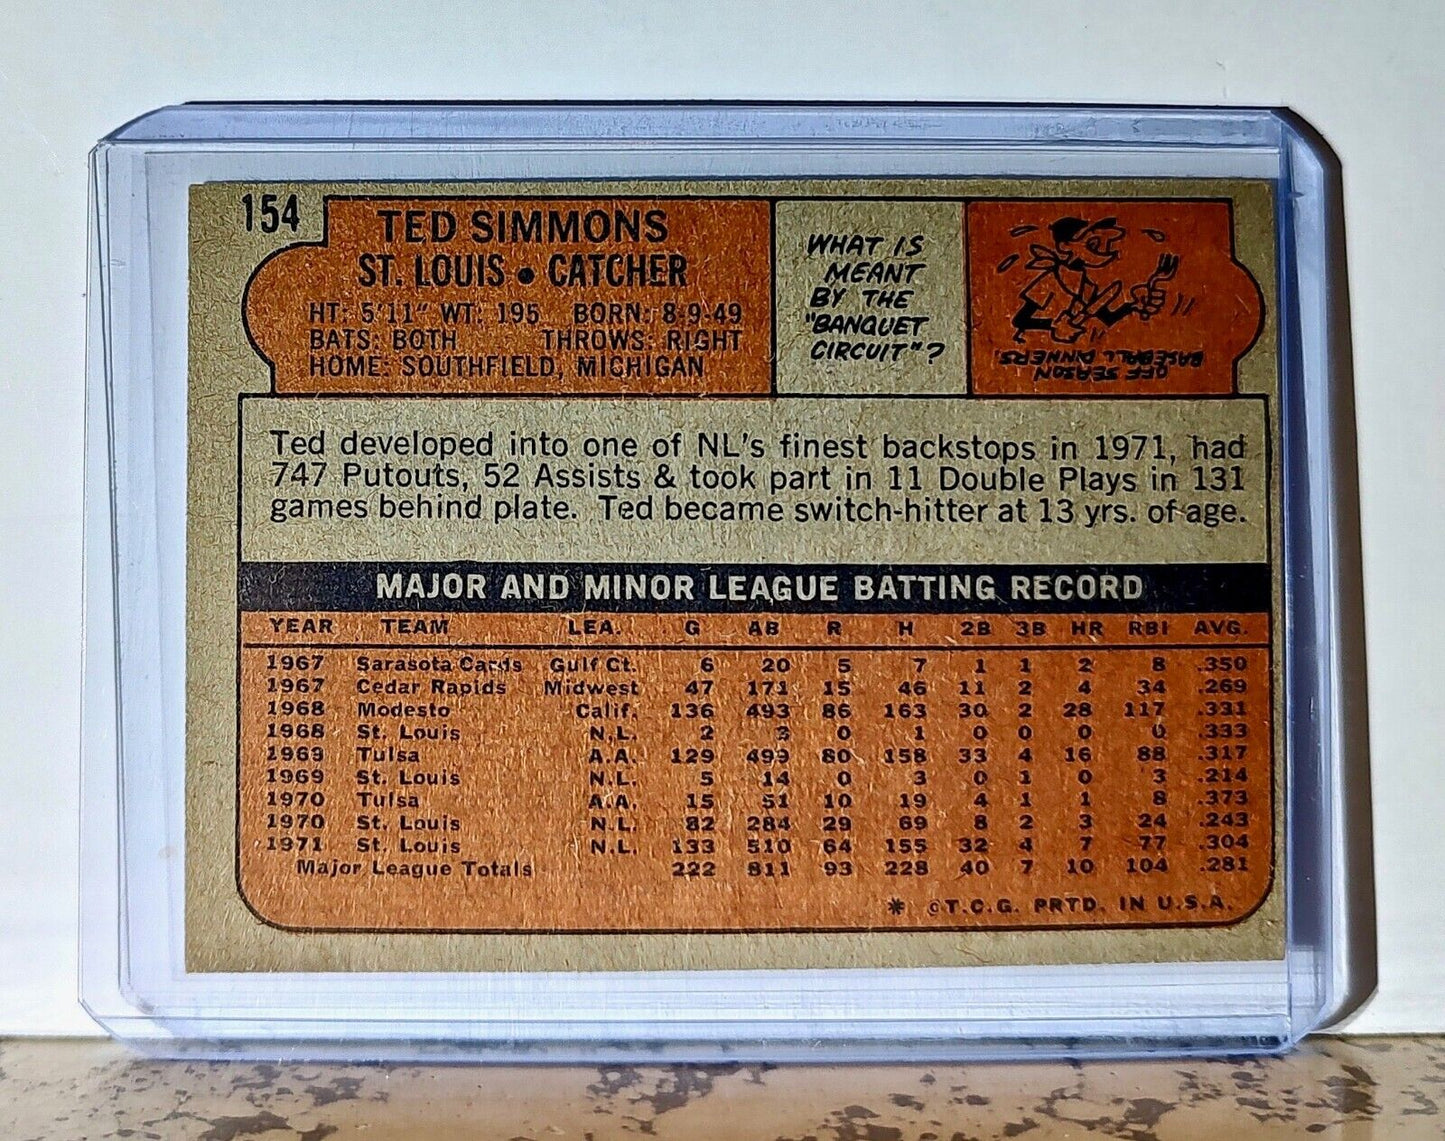 154
TED SIMMONS
ST. LOUIS • CATCHER
HT: 5'11" WT: 195 BORN: 8-9-49
BATS: BOTH THROWS: RIGHT
HOME: SOUTHFIELD, MICHIGAN
WHAT IS
MEANT
BY THE
"BANQUET
CIRCUIT"?
OFF SEASON
BASEBALL DINNERS.
Ted developed into one of NL's finest backstops in 1971, had
747 Putouts, 52 Assists & took part in 11 Double Plays in 131
games behind plate. Ted became switch-hitter at 13 yrs. of age.
MAJOR AND MINOR LEAGUE BATTING RECORD
YEAR TEAM LEA. G AB R H 2B 3B HR RBI AVG.
1967 Sarasota Cards Gulf Ct. 6 20 5 7 1 1 2 8 .350
1967 Cedar Rapids Midwest 47 171 15 46 11 2 4 34 .269
1968 Modesto Calif. 136 493 86 163 30 2 28 117 .331
1968 St. Louis N.L. 2 3 0 1 0 0 0 0 .333
1969 Tulsa A.A. 129 499 80 158 33 4 16 88 .317
1969 St. Louis N.L. 5 14 0 3 0 1 0 3 .214
1970 Tulsa A.A. 15 51 10 19 4 1 1 8 .373
1970 St. Louis N.L. 82 284 29 69 8 2 3 24 .243
1971 St. Louis N.L. 133 510 64 155 32 4 7 77 .304
Major League Totals 222 811 93 228 40 7 10 104 .281
* ©T.C.G. PRTD. IN U.S.A.